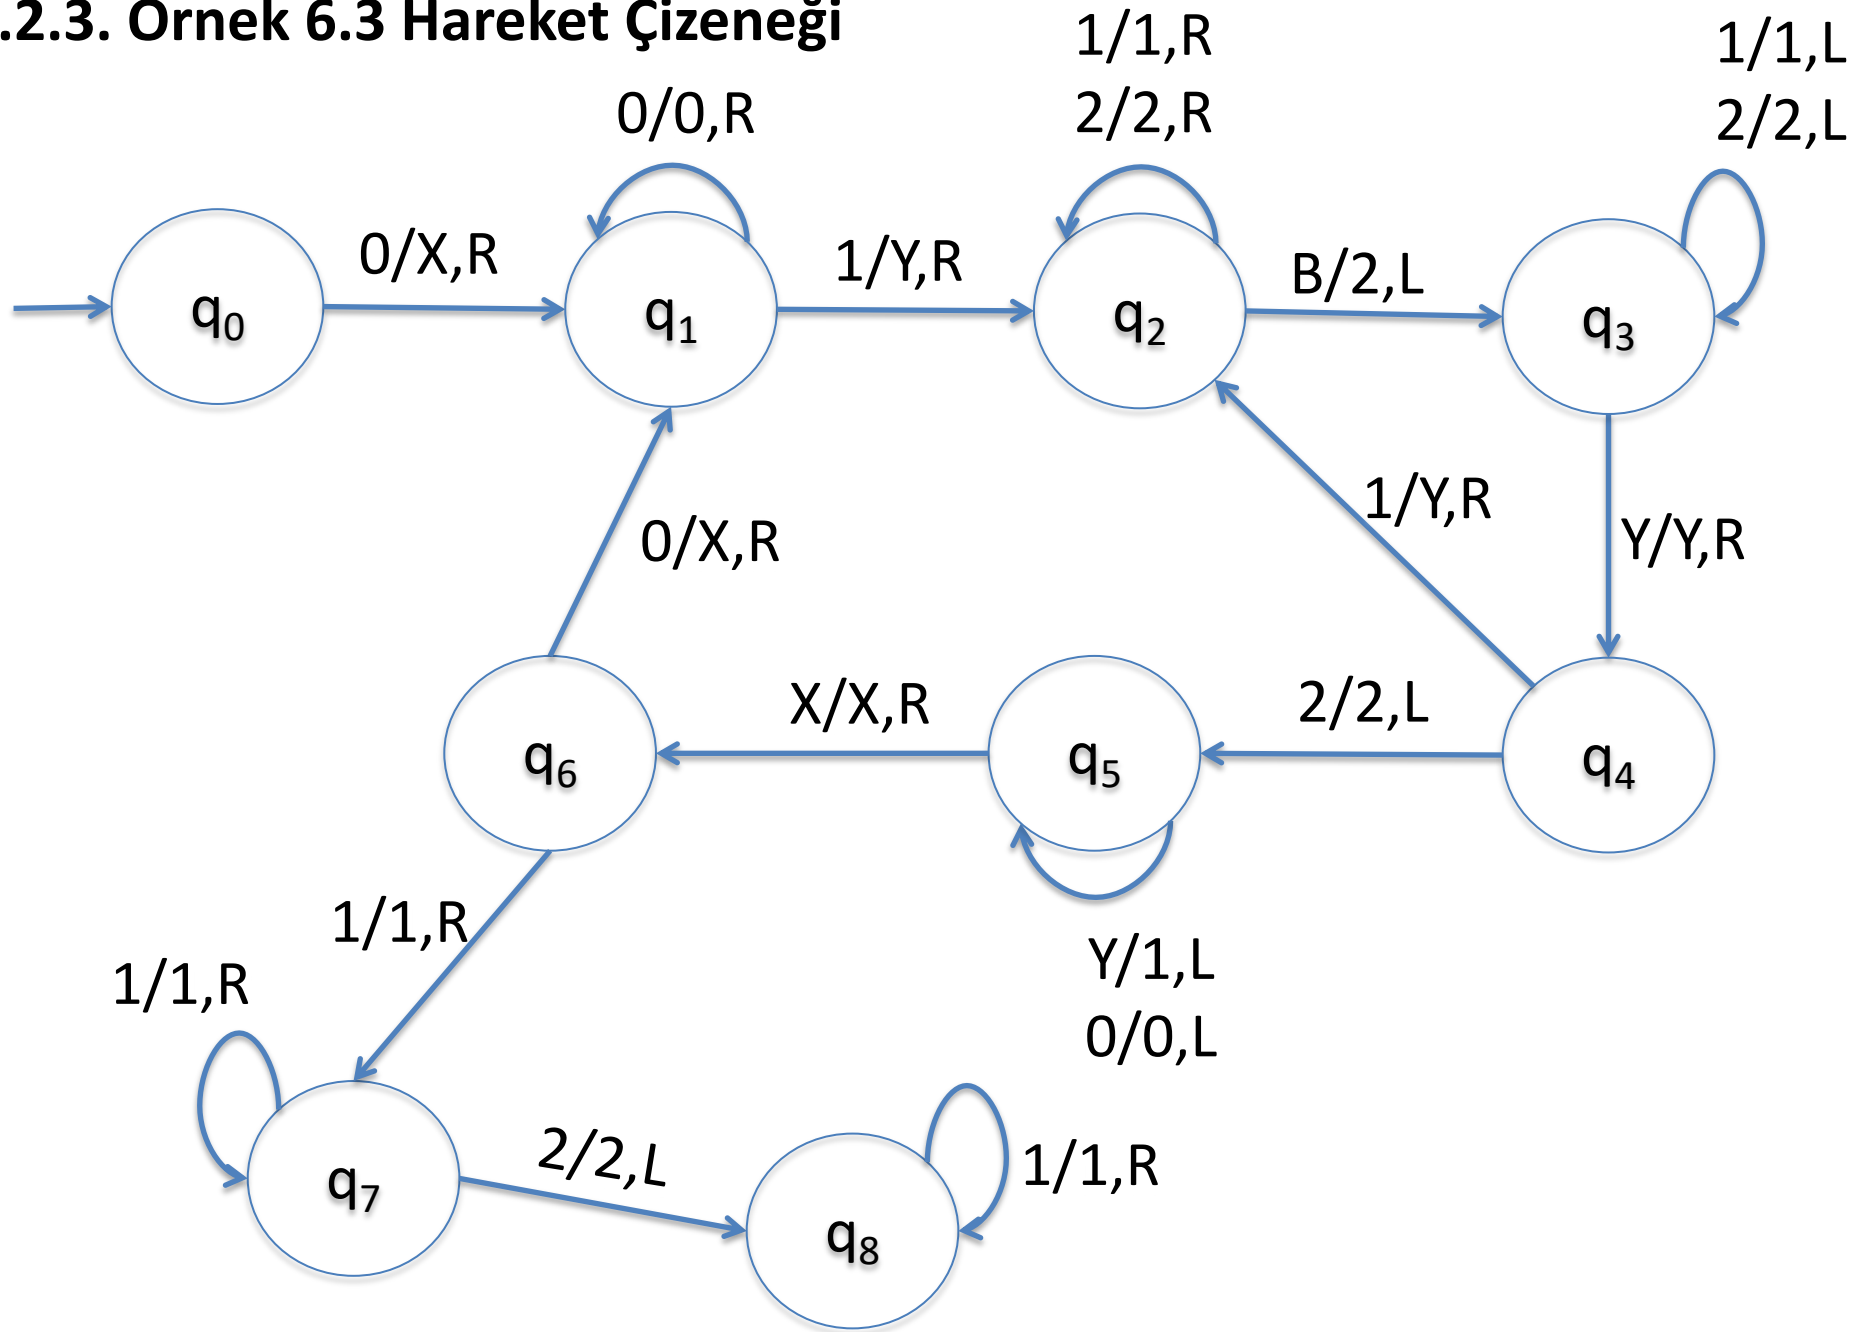 .2.3. Ornek 6.3 Hareket Çizeneği
1/1,R
2/2,R
1/1,L
2/2,L
0/0,R
0/X,R
1/Y,R
B/2,L
q0
q1
q2
q3
0/X,R
1/Y,R
Y/Y,R
X/X,R
2/2,L
q6
q5
q4
1/1,R
1/1,R
Y/1,L
0/0,L
2/2,L
1/1,R
q7
q8